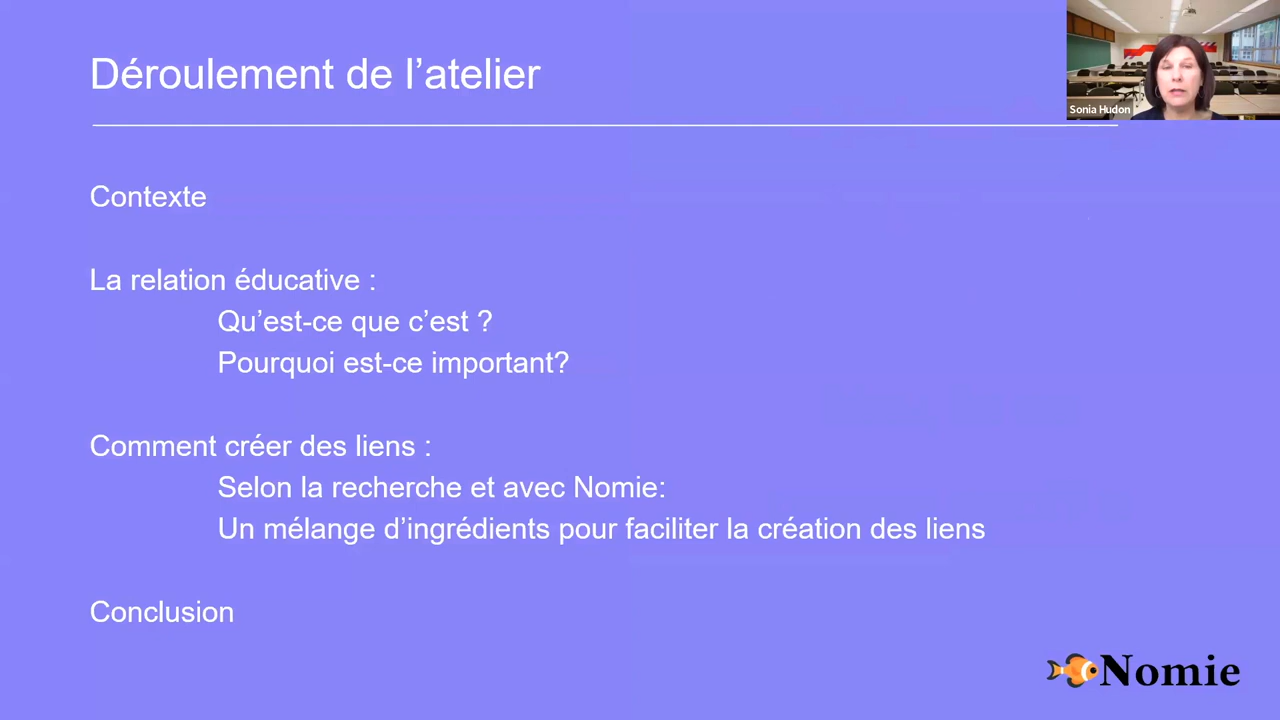 Déroulement de l’atelier
Sonia Hudon
Contexte
La relation éducative :
Qu’est-ce que c’est ?
Pourquoi est-ce important?
Comment créer des liens :
Selon la recherche et avec Nomie:
Un mélange d’ingrédients pour faciliter la création des liens
Conclusion
Nomie